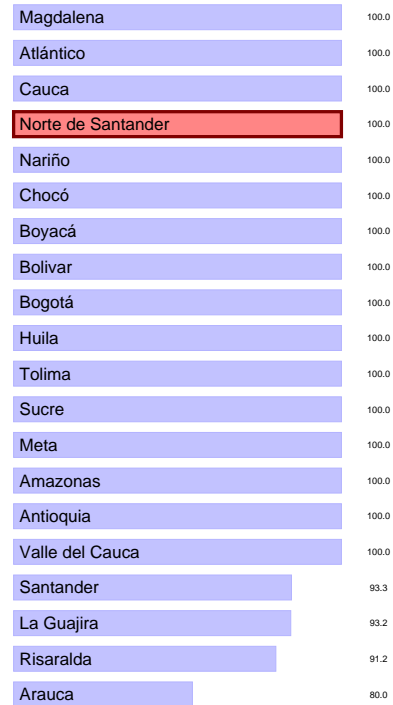 Magdalena 100.0
Atlántico 100.0
Cauca 100.0
Norte de Santander 100.0
Nariño 100.0
Chocó 100.0
Boyacá 100.0
Bolivar 100.0
Bogotá 100.0
Huila 100.0
Tolima 100.0
Sucre 100.0
Meta 100.0
Amazonas 100.0
Antioquia 100.0
Valle del Cauca 100.0
Santander 93.3
La Guajira 93.2
Risaralda 91.2
Arauca 80.0